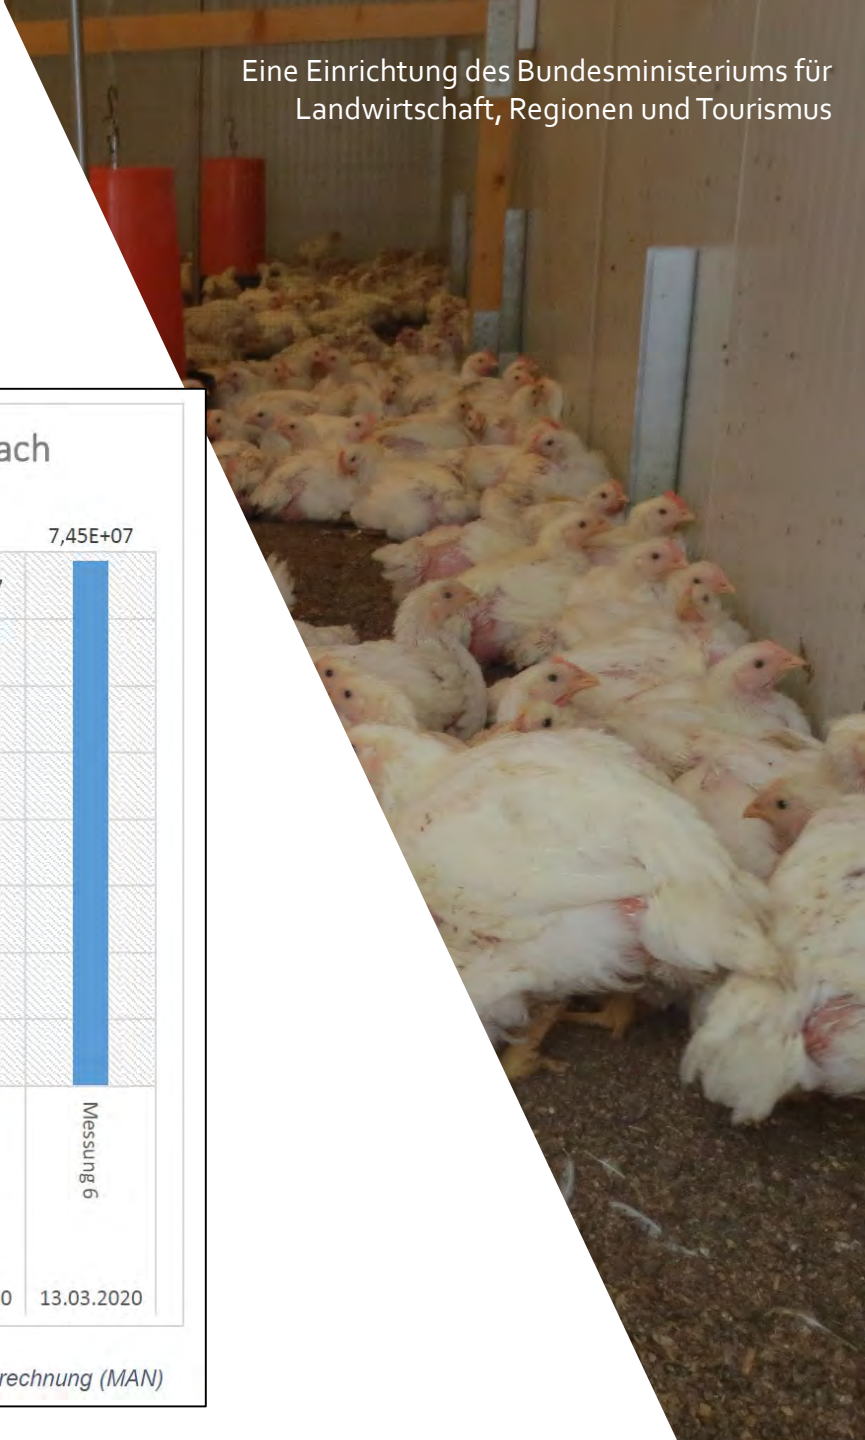 Eine Einrichtung des Bundesministeriums für
Landwirtschaft, Regionen und Tourismus
ach
7,45E+07
Messung 6
0 13.03.2020
rechnung (MAN)